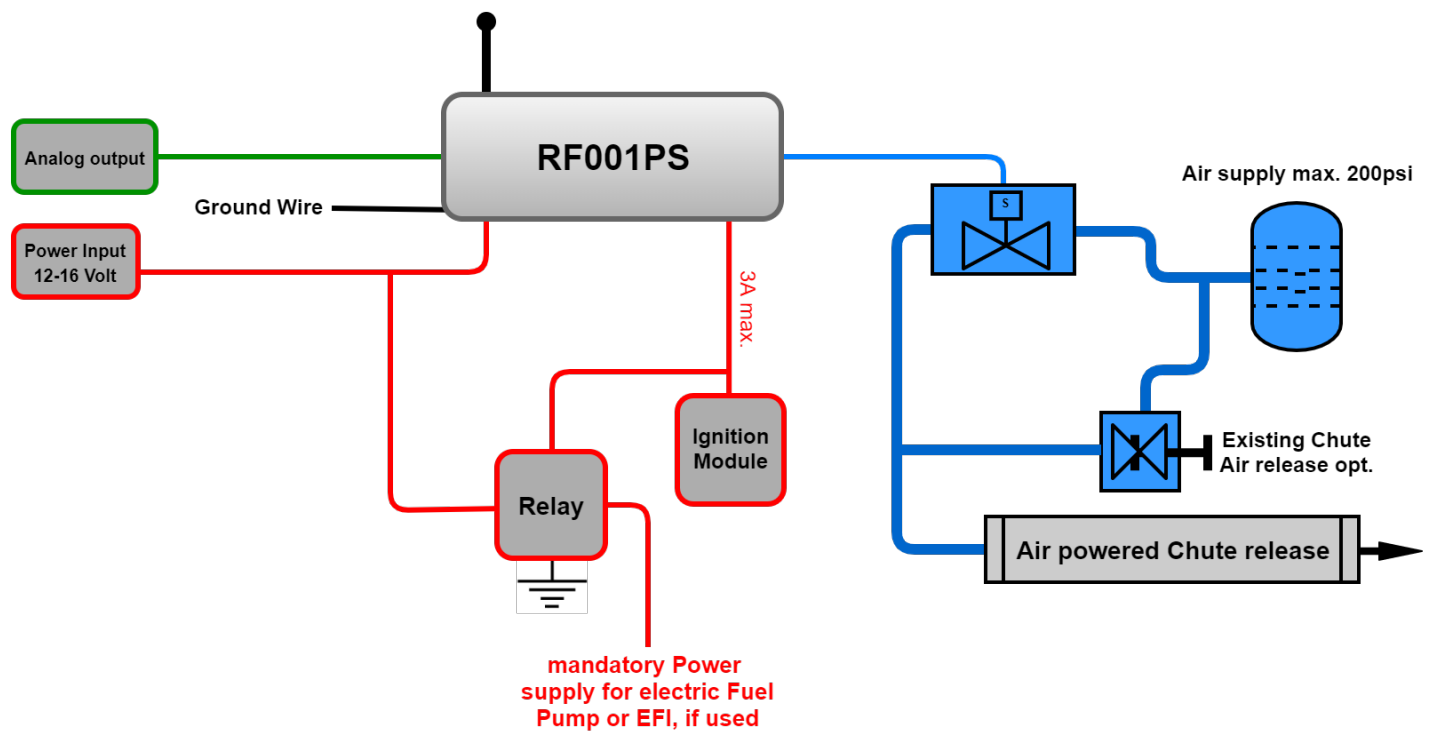 RF001PS
Analog output
Ground Wire
Power Input
12-16 Volt
3A max.
Ignition
Module
Relay
mandatory Power
supply for electric Fuel
Pump or EFI, if used
S
Air supply max. 200psi
Existing Chute
Air release opt.
Air powered Chute release